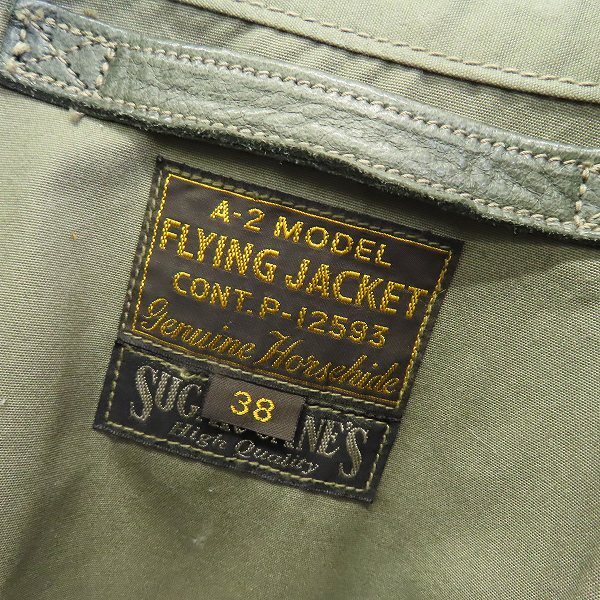 A-2 MODEL
FLYING JACKET
CONT. P-12593
Genuine Horsehide
38
High Quality